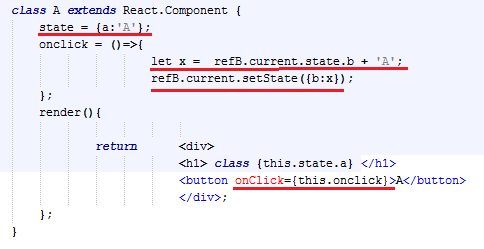 class A extends React.Component {
state = {a:'A'};
onclick = ()=>{
let x = refB.current.state.b + 'A';
refB.current.setState({b:x});
};
render(){
return <div>
<h1> class {this.state.a} </h1>
<button onClick={this.onclick}>A</button>
</div>;
};
}